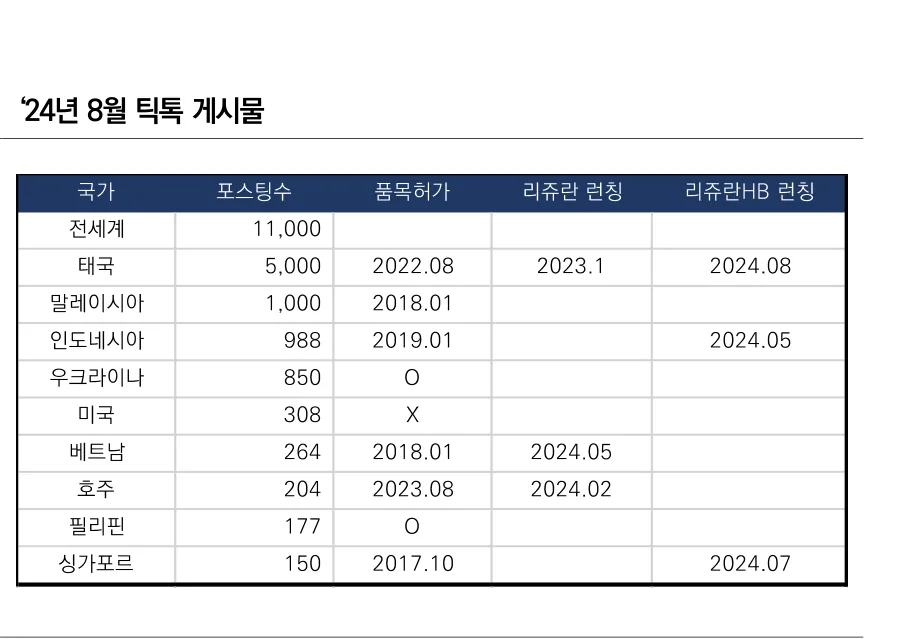 ‘24년 8월 틱톡 게시물
국가 포스팅수 품목허가 리쥬란 런칭 리쥬란HB 런칭
전세계 11,000
태국 5,000 2022.08 2023.1 2024.08
말레이시아 1,000 2018.01
인도네시아 988 2019.01 2024.05
우크라이나 850 O
미국 308 X
베트남 264 2018.01 2024.05
호주 204 2023.08 2024.02
필리핀 177 O
싱가포르 150 2017.10 2024.07